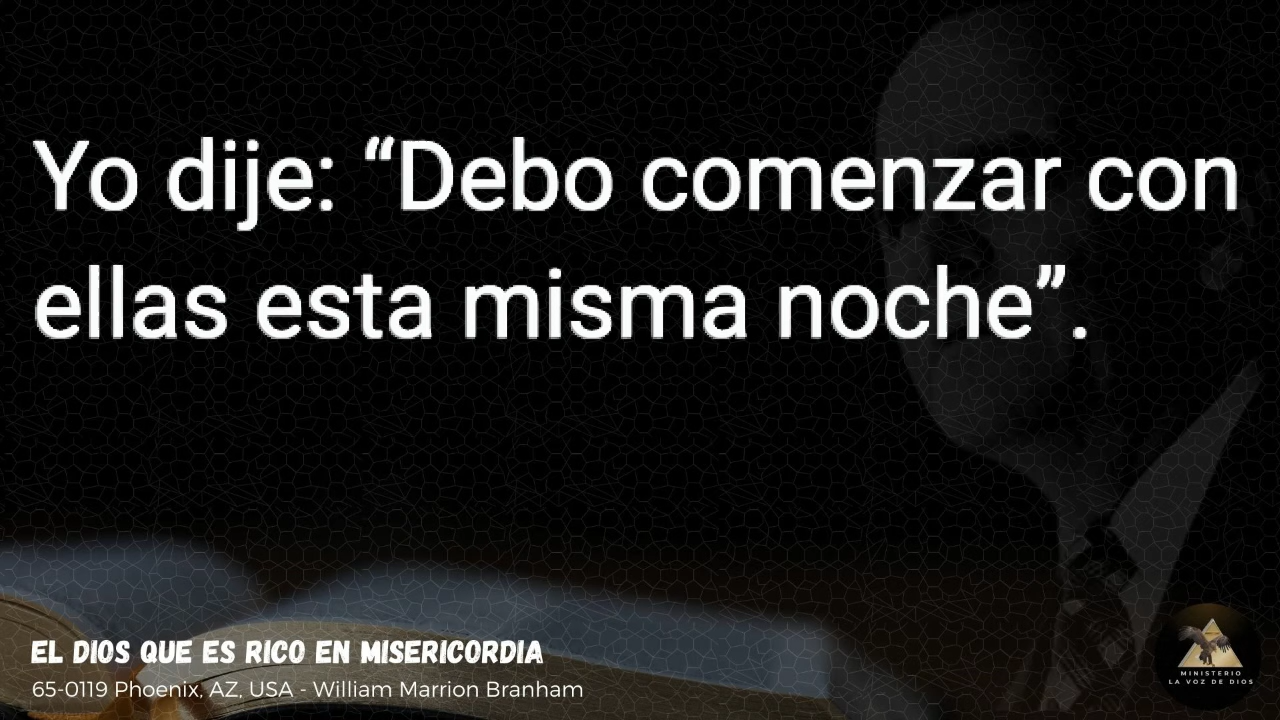 Yo dije: “Debo comenzar con
ellas esta misma noche”.
EL DIOS QUE ES RICO EN MISERICORDIA
65-0119 Phoenix, AZ, USA - William Marrion Branham
MINISTERIO
LA VOZ DE DIOS